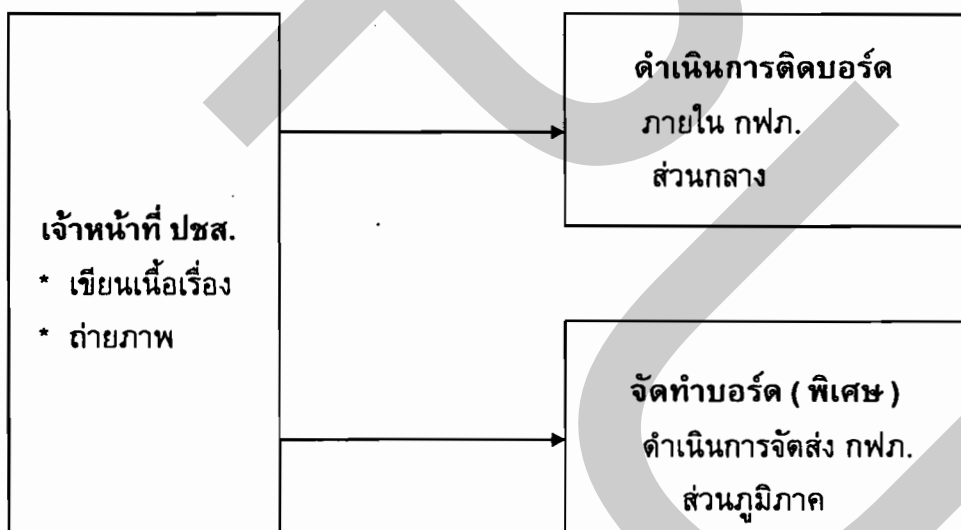 เจ้าหน้าที่ ปชส.
* เขียนเนื้อเรื่อง
* ถ่ายภาพ
ดำเนินการติดบอร์ด
ภายใน กฟภ.
ส่วนกลาง
จัดทำบอร์ด ( พิเศษ )
ดำเนินการจัดส่ง กฟภ.
ส่วนภูมิภาค